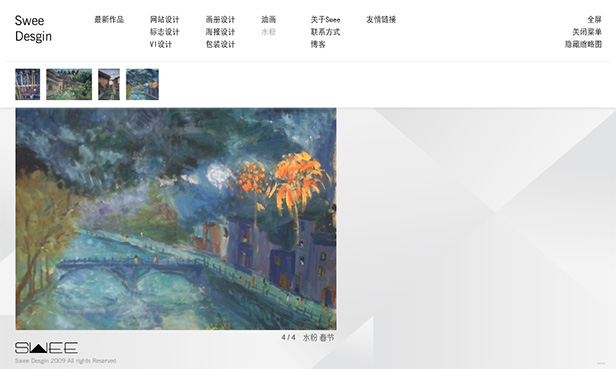 Swee
Desgin
最新作品
网站设计
标志设计
VI设计
画册设计
海报设计
包装设计
油画
水粉
关于Swee
联系方式
博客
友情链接
全屏
关闭菜单
隐藏缩略图
4/4 水粉 春节
SWEE
Swee Desgin 2009 All rights Reserved